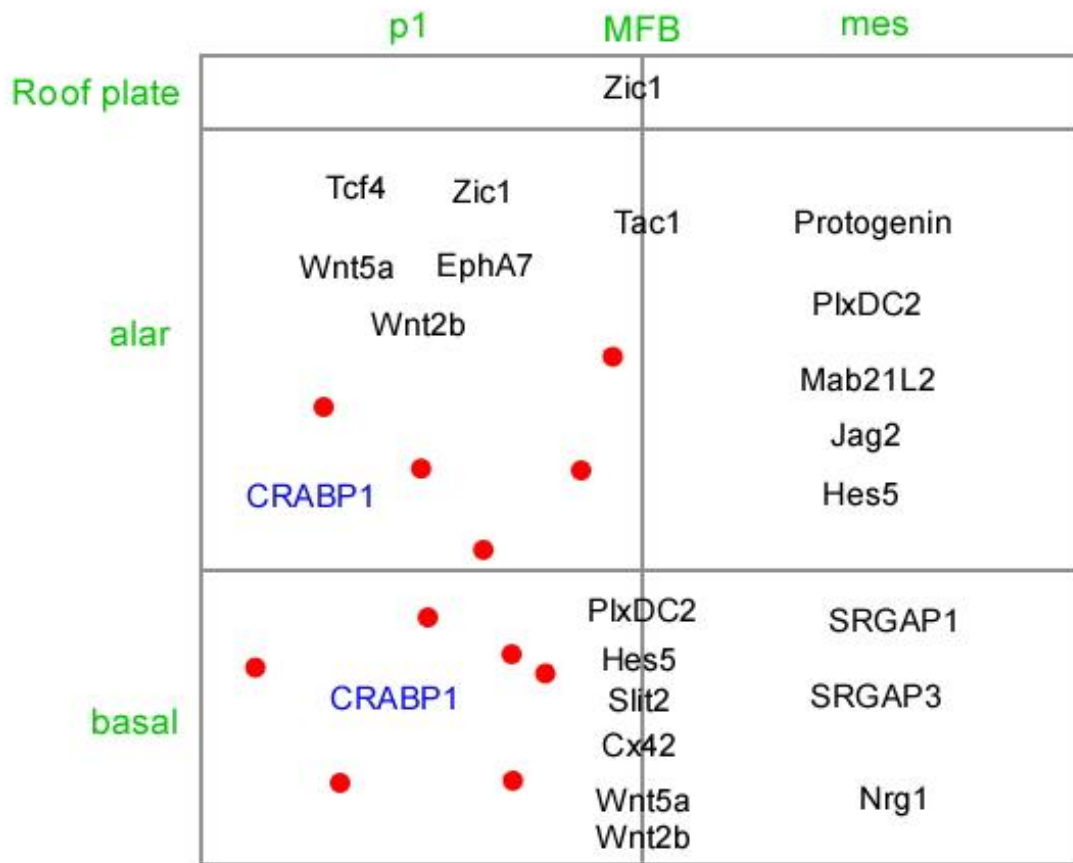 p1 MFB mes
Roof plate Zic1
Tcf4 Zic1
Tac1 Protogenin
Wnt5a EphA7
PlxDC2
Wnt2b
alar
Mab21L2
Jag2
CRABP1 Hes5
PlxDC2 SRGAP1
Hes5
CRABP1 Slit2 SRGAP3
basal
Cx42
Wnt5a Nrg1
Wnt2b